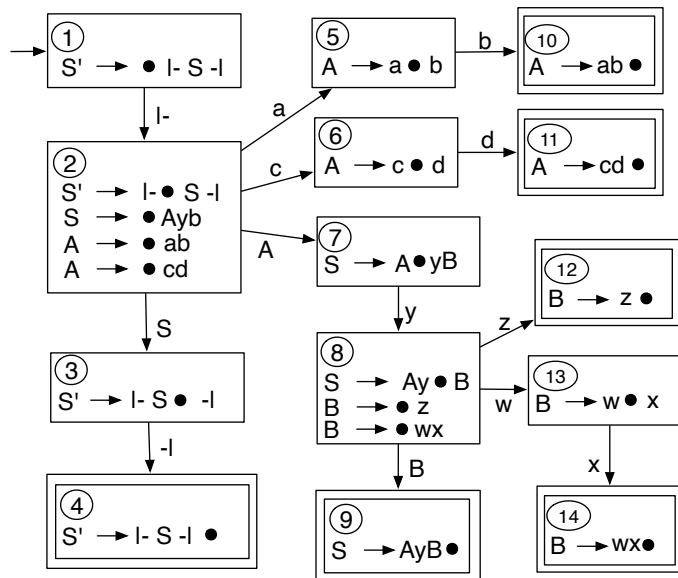 1
S' → ● |- S -|
|-
2
S' → |- ● S -|
S → ● Ayb
A → ● ab
A → ● cd
S
3
S' → |- S ● -|
-|
4
S' → |- S -| ●
a
5
A → a ● b
b
10
A → ab ●
c
6
A → c ● d
d
11
A → cd ●
A
7
S → A ● yB
y
8
S → Ay ● B
B → ● z
B → ● wx
z
12
B → z ●
w
13
B → w ● x
x
14
B → wx ●
B
9
S → AyB ●